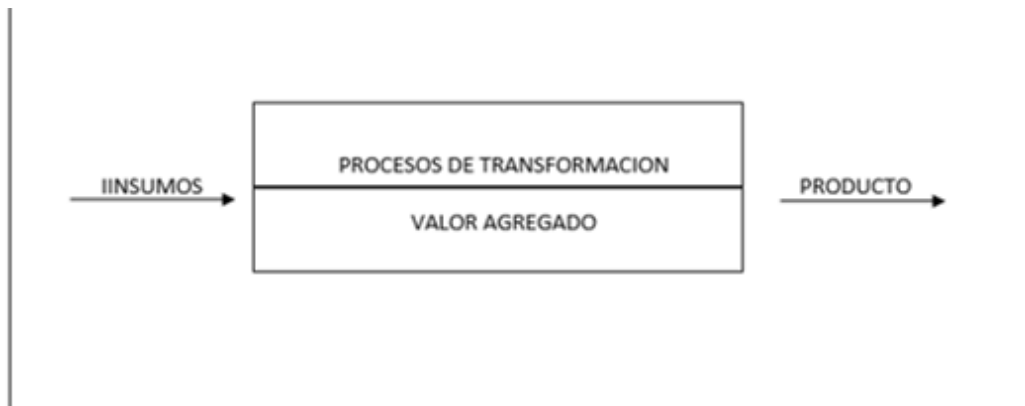 IINSUMOS
PROCESOS DE TRANSFORMACION
VALOR AGREGADO
PRODUCTO